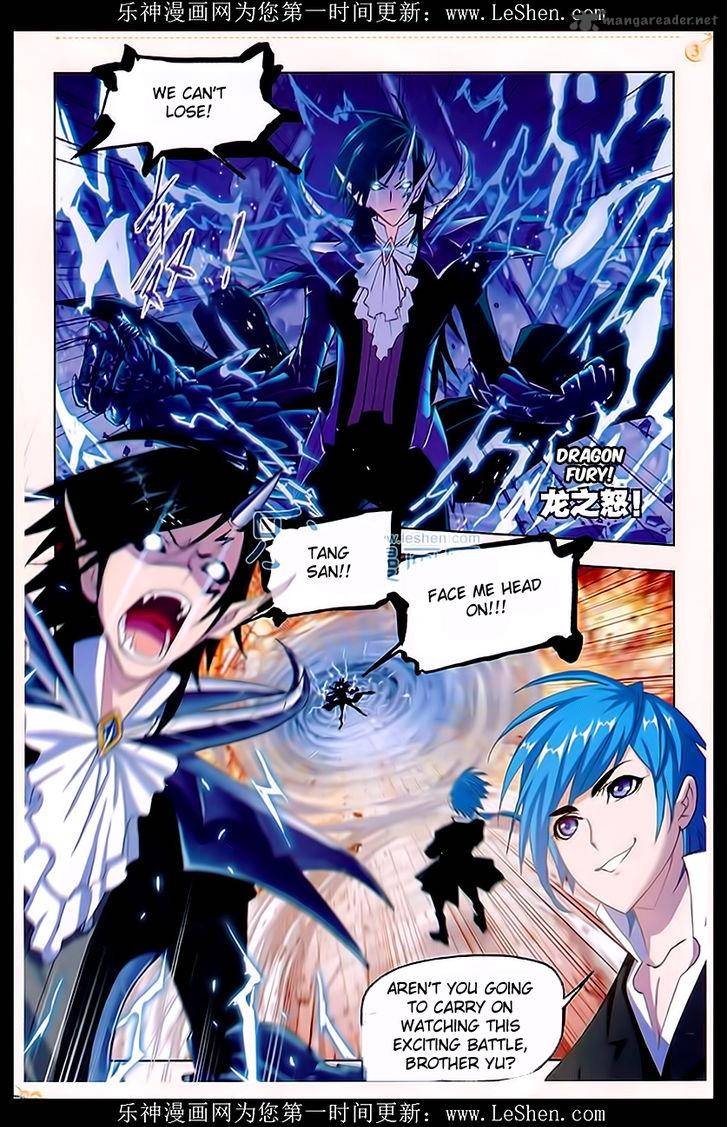 乐神漫画网为您第一时间更新：www.LeShen.com
mangareader.net
3
WE CAN'T
LOSE!
DRAGON
FURY!
龙之怒!
www.leshen.com
TANG
SAN!!
FACE ME HEAD
ON!!!
AREN'T YOU GOING
TO CARRY ON
WATCHING THIS
EXCITING BATTLE,
BROTHER YU?
乐神漫画网为您第一时间更新：www.LeShen.com